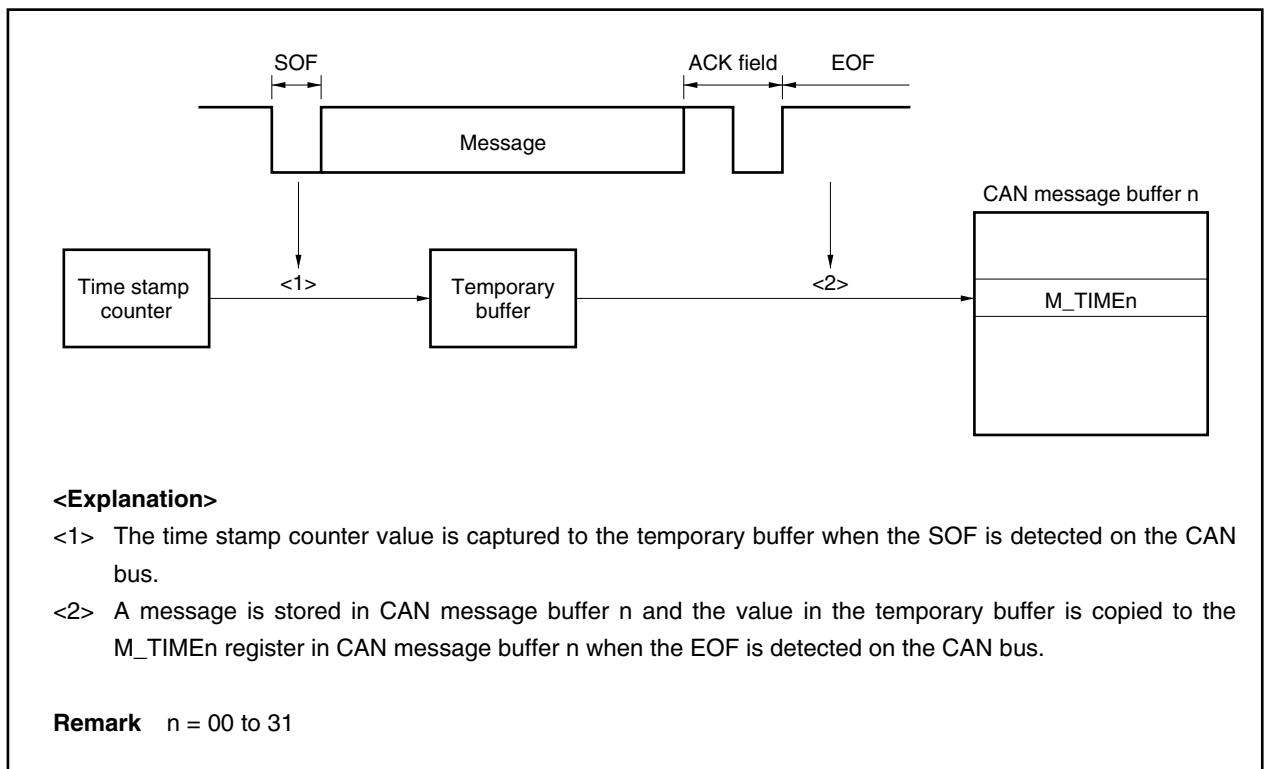 SOF
ACK field
EOF
Message
CAN message buffer n
Time stamp
counter
<1>
Temporary
buffer
<2>
M_TIMEn
<Explanation>
<1> The time stamp counter value is captured to the temporary buffer when the SOF is detected on the CAN
bus.
<2> A message is stored in CAN message buffer n and the value in the temporary buffer is copied to the
M_TIMEn register in CAN message buffer n when the EOF is detected on the CAN bus.
Remark n = 00 to 31